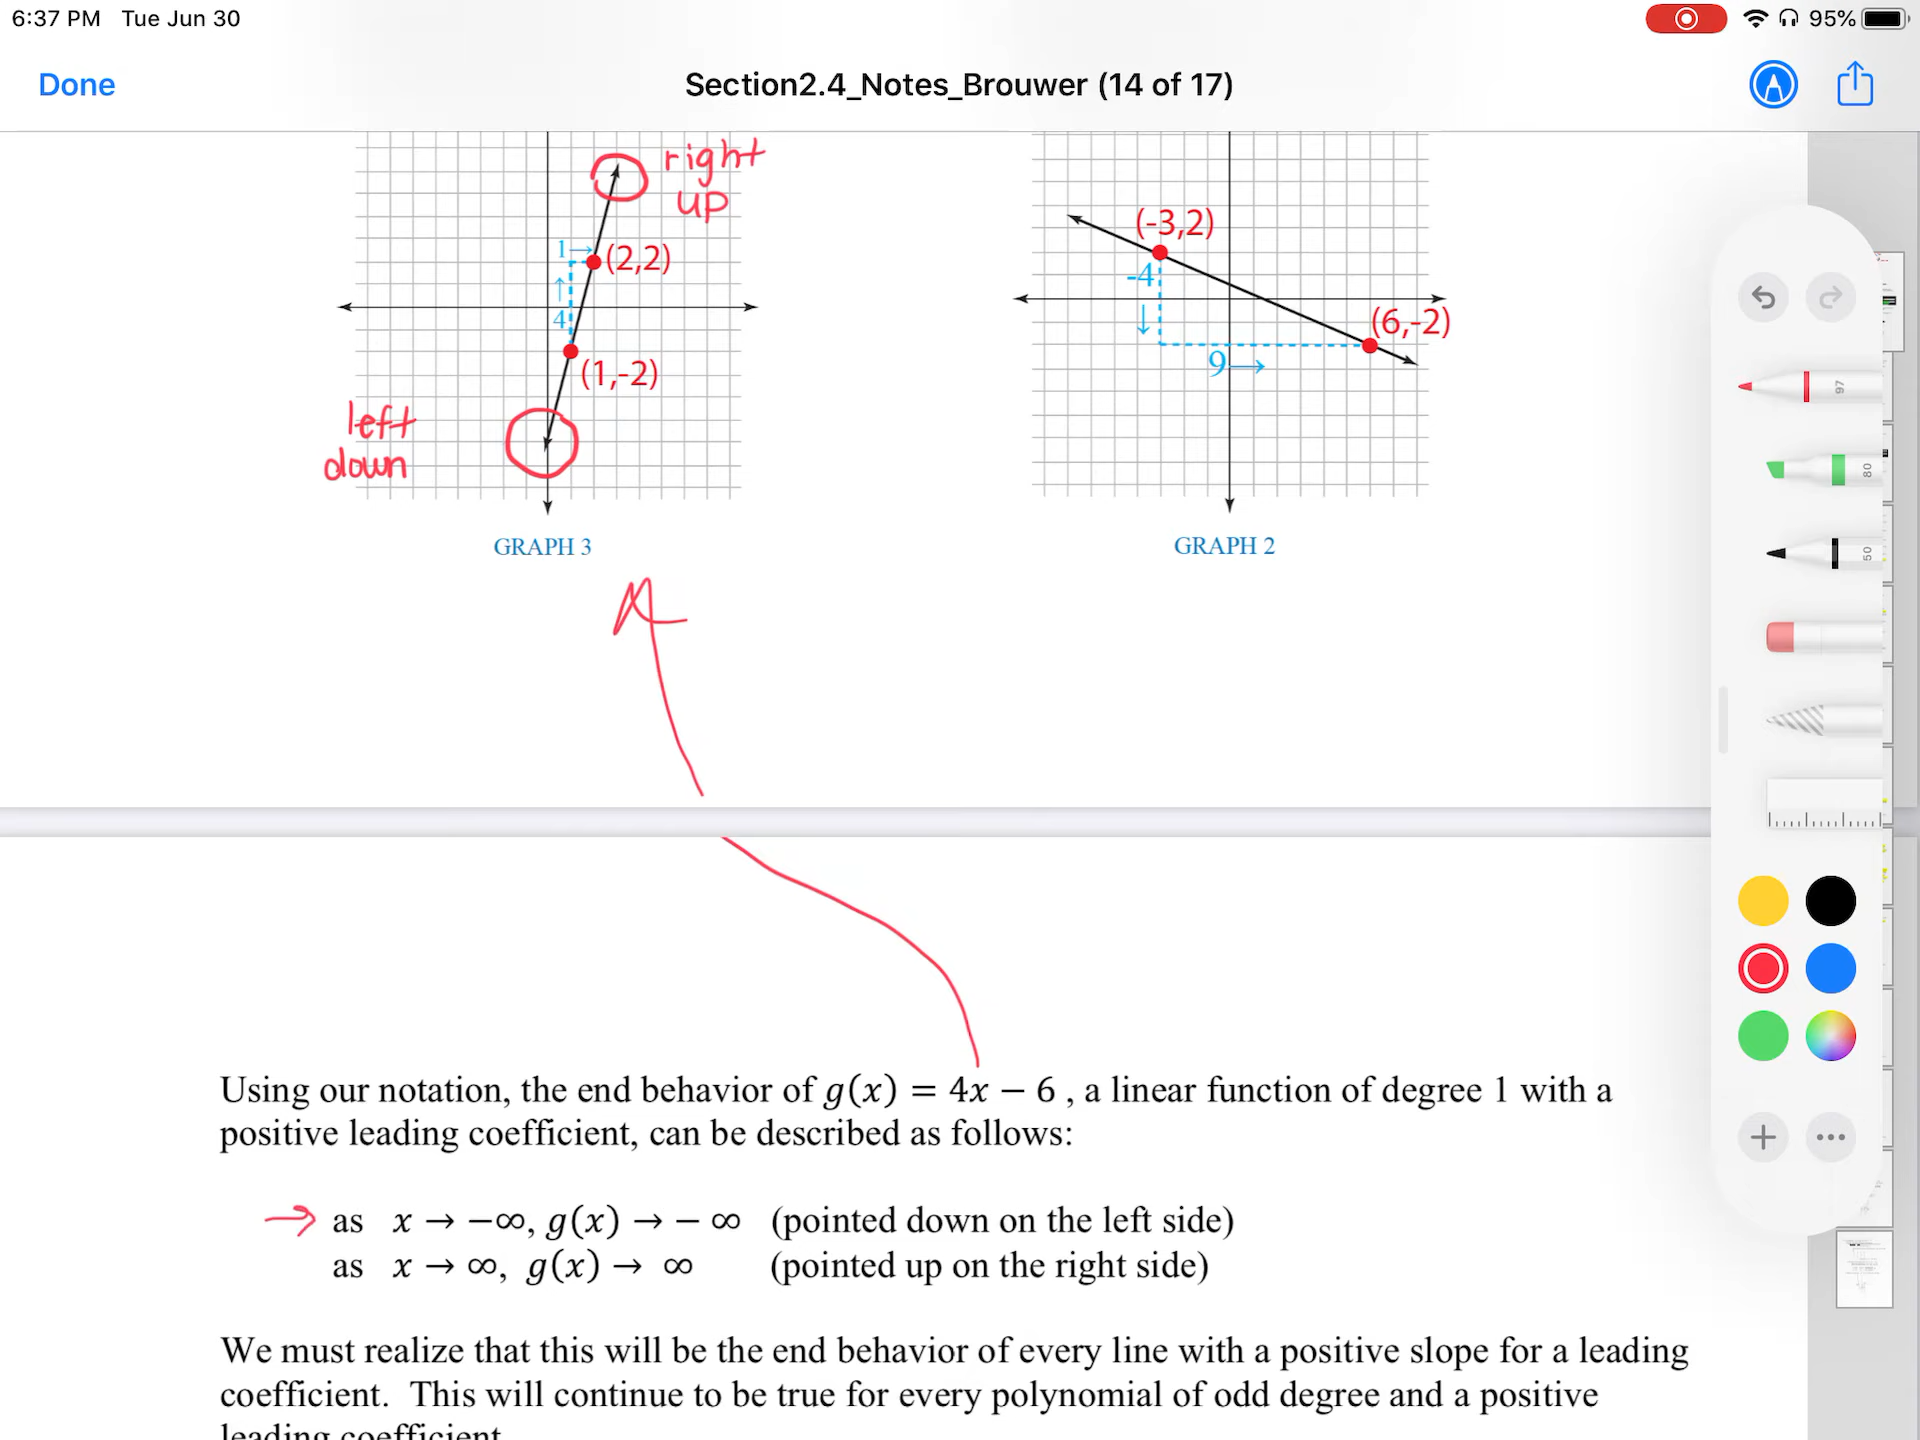 6:37 PM Tue Jun 30
95%
Done
Section2.4_Notes_Brouwer (14 of 17)
right
up
1→
(2,2)
↑
4
(1,-2)
left
down
GRAPH 3
(-3,2)
-4
↓
(6,-2)
9→
GRAPH 2
97
80
50
Using our notation, the end behavior of g(x) = 4x − 6 , a linear function of degree 1 with a
positive leading coefficient, can be described as follows:
→ as x → −∞, g(x) → − ∞ (pointed down on the left side)
as x → ∞, g(x) → ∞ (pointed up on the right side)
We must realize that this will be the end behavior of every line with a positive slope for a leading
coefficient. This will continue to be true for every polynomial of odd degree and a positive
leading coefficient